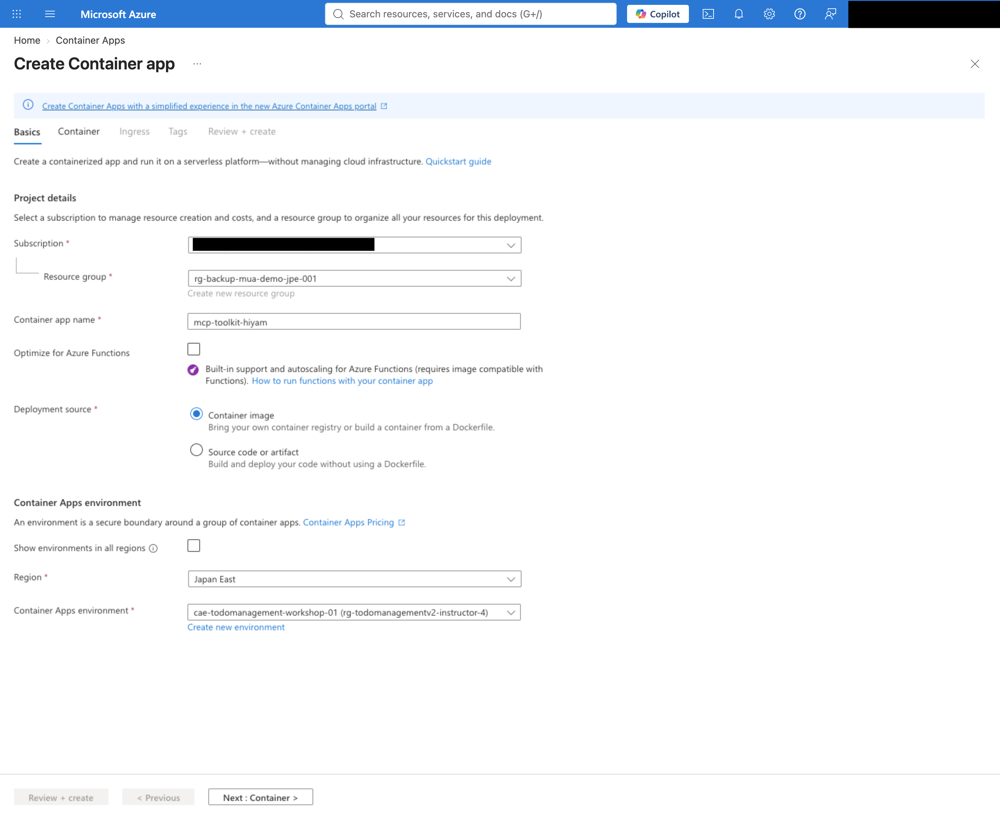 Microsoft Azure
Search resources, services, and docs (G+/)
Copilot
Home > Container Apps
Create Container app ...
Create Container Apps with a simplified experience in the new Azure Container Apps portal
Basics Container Ingress Tags Review + create
Create a containerized app and run it on a serverless platform—without managing cloud infrastructure. Quickstart guide
Project details
Select a subscription to manage resource creation and costs, and a resource group to organize all your resources for this deployment.
Subscription *
Resource group *
rg-backup-mua-demo-jpe-001
Create new resource group
Container app name *
mcp-toolkit-hiyam
Optimize for Azure Functions
Built-in support and autoscaling for Azure Functions (requires image compatible with
Functions). How to run functions with your container app
Deployment source *
Container image
Bring your own container registry or build a container from a Dockerfile.
Source code or artifact
Build and deploy your code without using a Dockerfile.
Container Apps environment
An environment is a secure boundary around a group of container apps. Container Apps Pricing
Show environments in all regions
Region *
Japan East
Container Apps environment *
cae-todomanagement-workshop-01 (rg-todomanagementv2-instructor-4)
Create new environment
Review + create
< Previous
Next : Container >